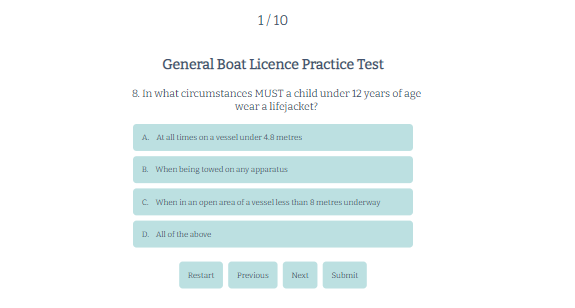 1 / 10
General Boat Licence Practice Test
8. In what circumstances MUST a child under 12 years of age
wear a lifejacket?
A. At all times on a vessel under 4.8 metres
B. When being towed on any apparatus
C. When in an open area of a vessel less than 8 metres underway
D. All of the above
Restart Previous Next Submit